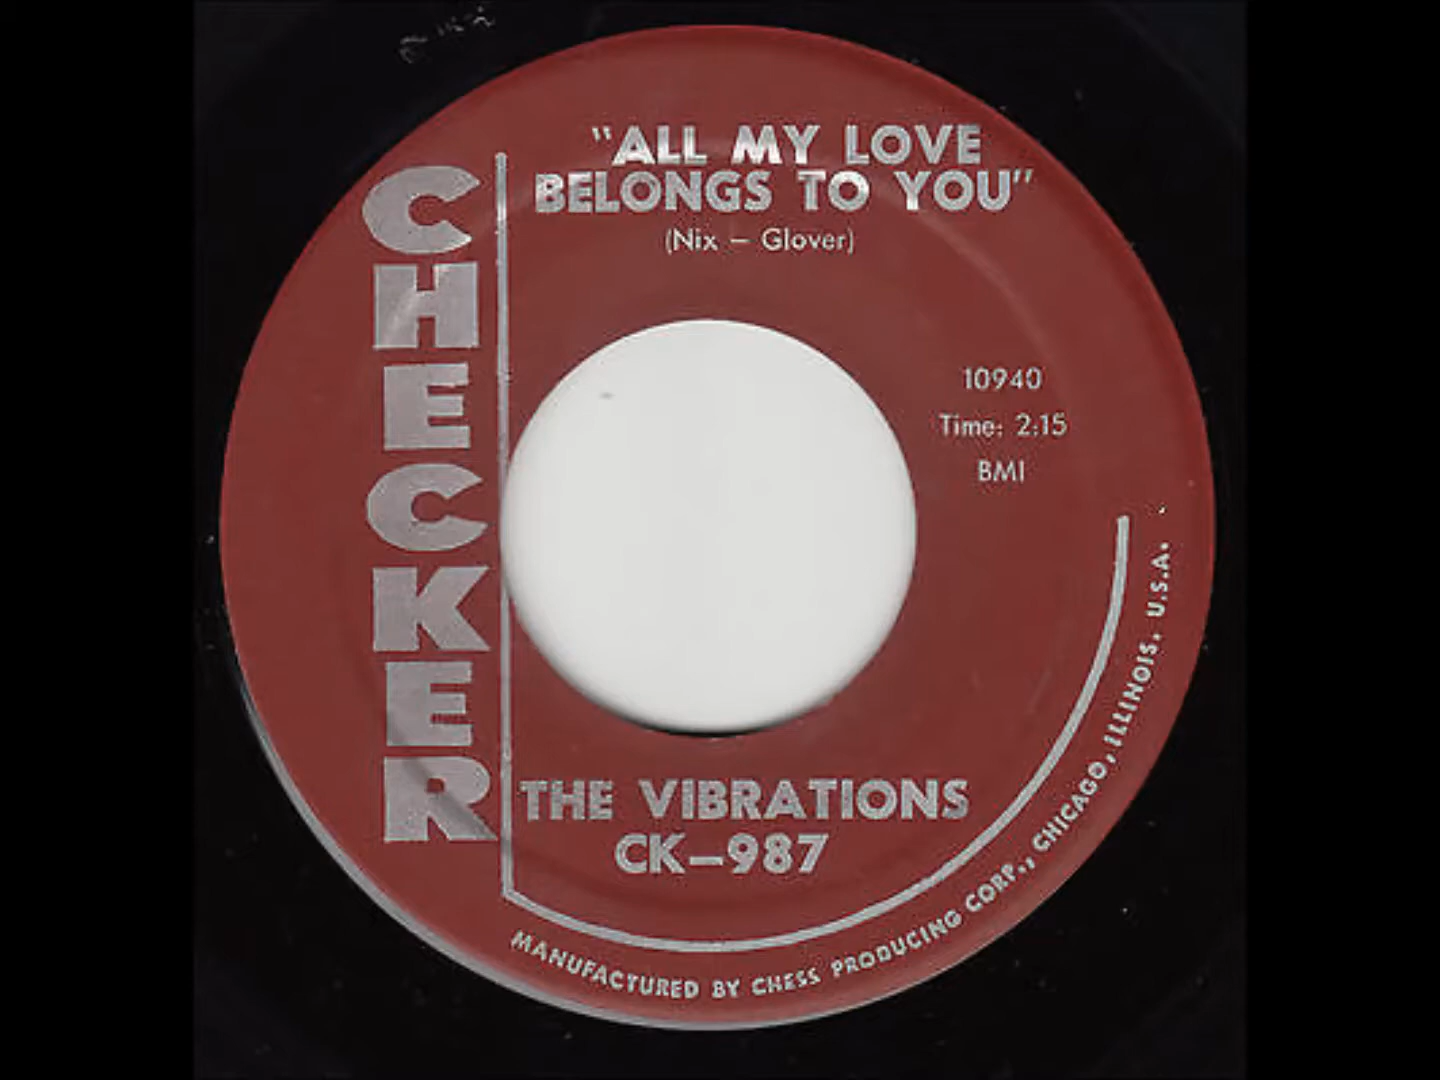 "ALL MY LOVE
BELONGS TO YOU"
(Nix – Glover)
CHECKER
10940
Time: 2:15
BMI
THE VIBRATIONS
CK–987
MANUFACTURED BY CHESS PRODUCING CORP., CHICAGO, ILLINOIS. U.S.A.